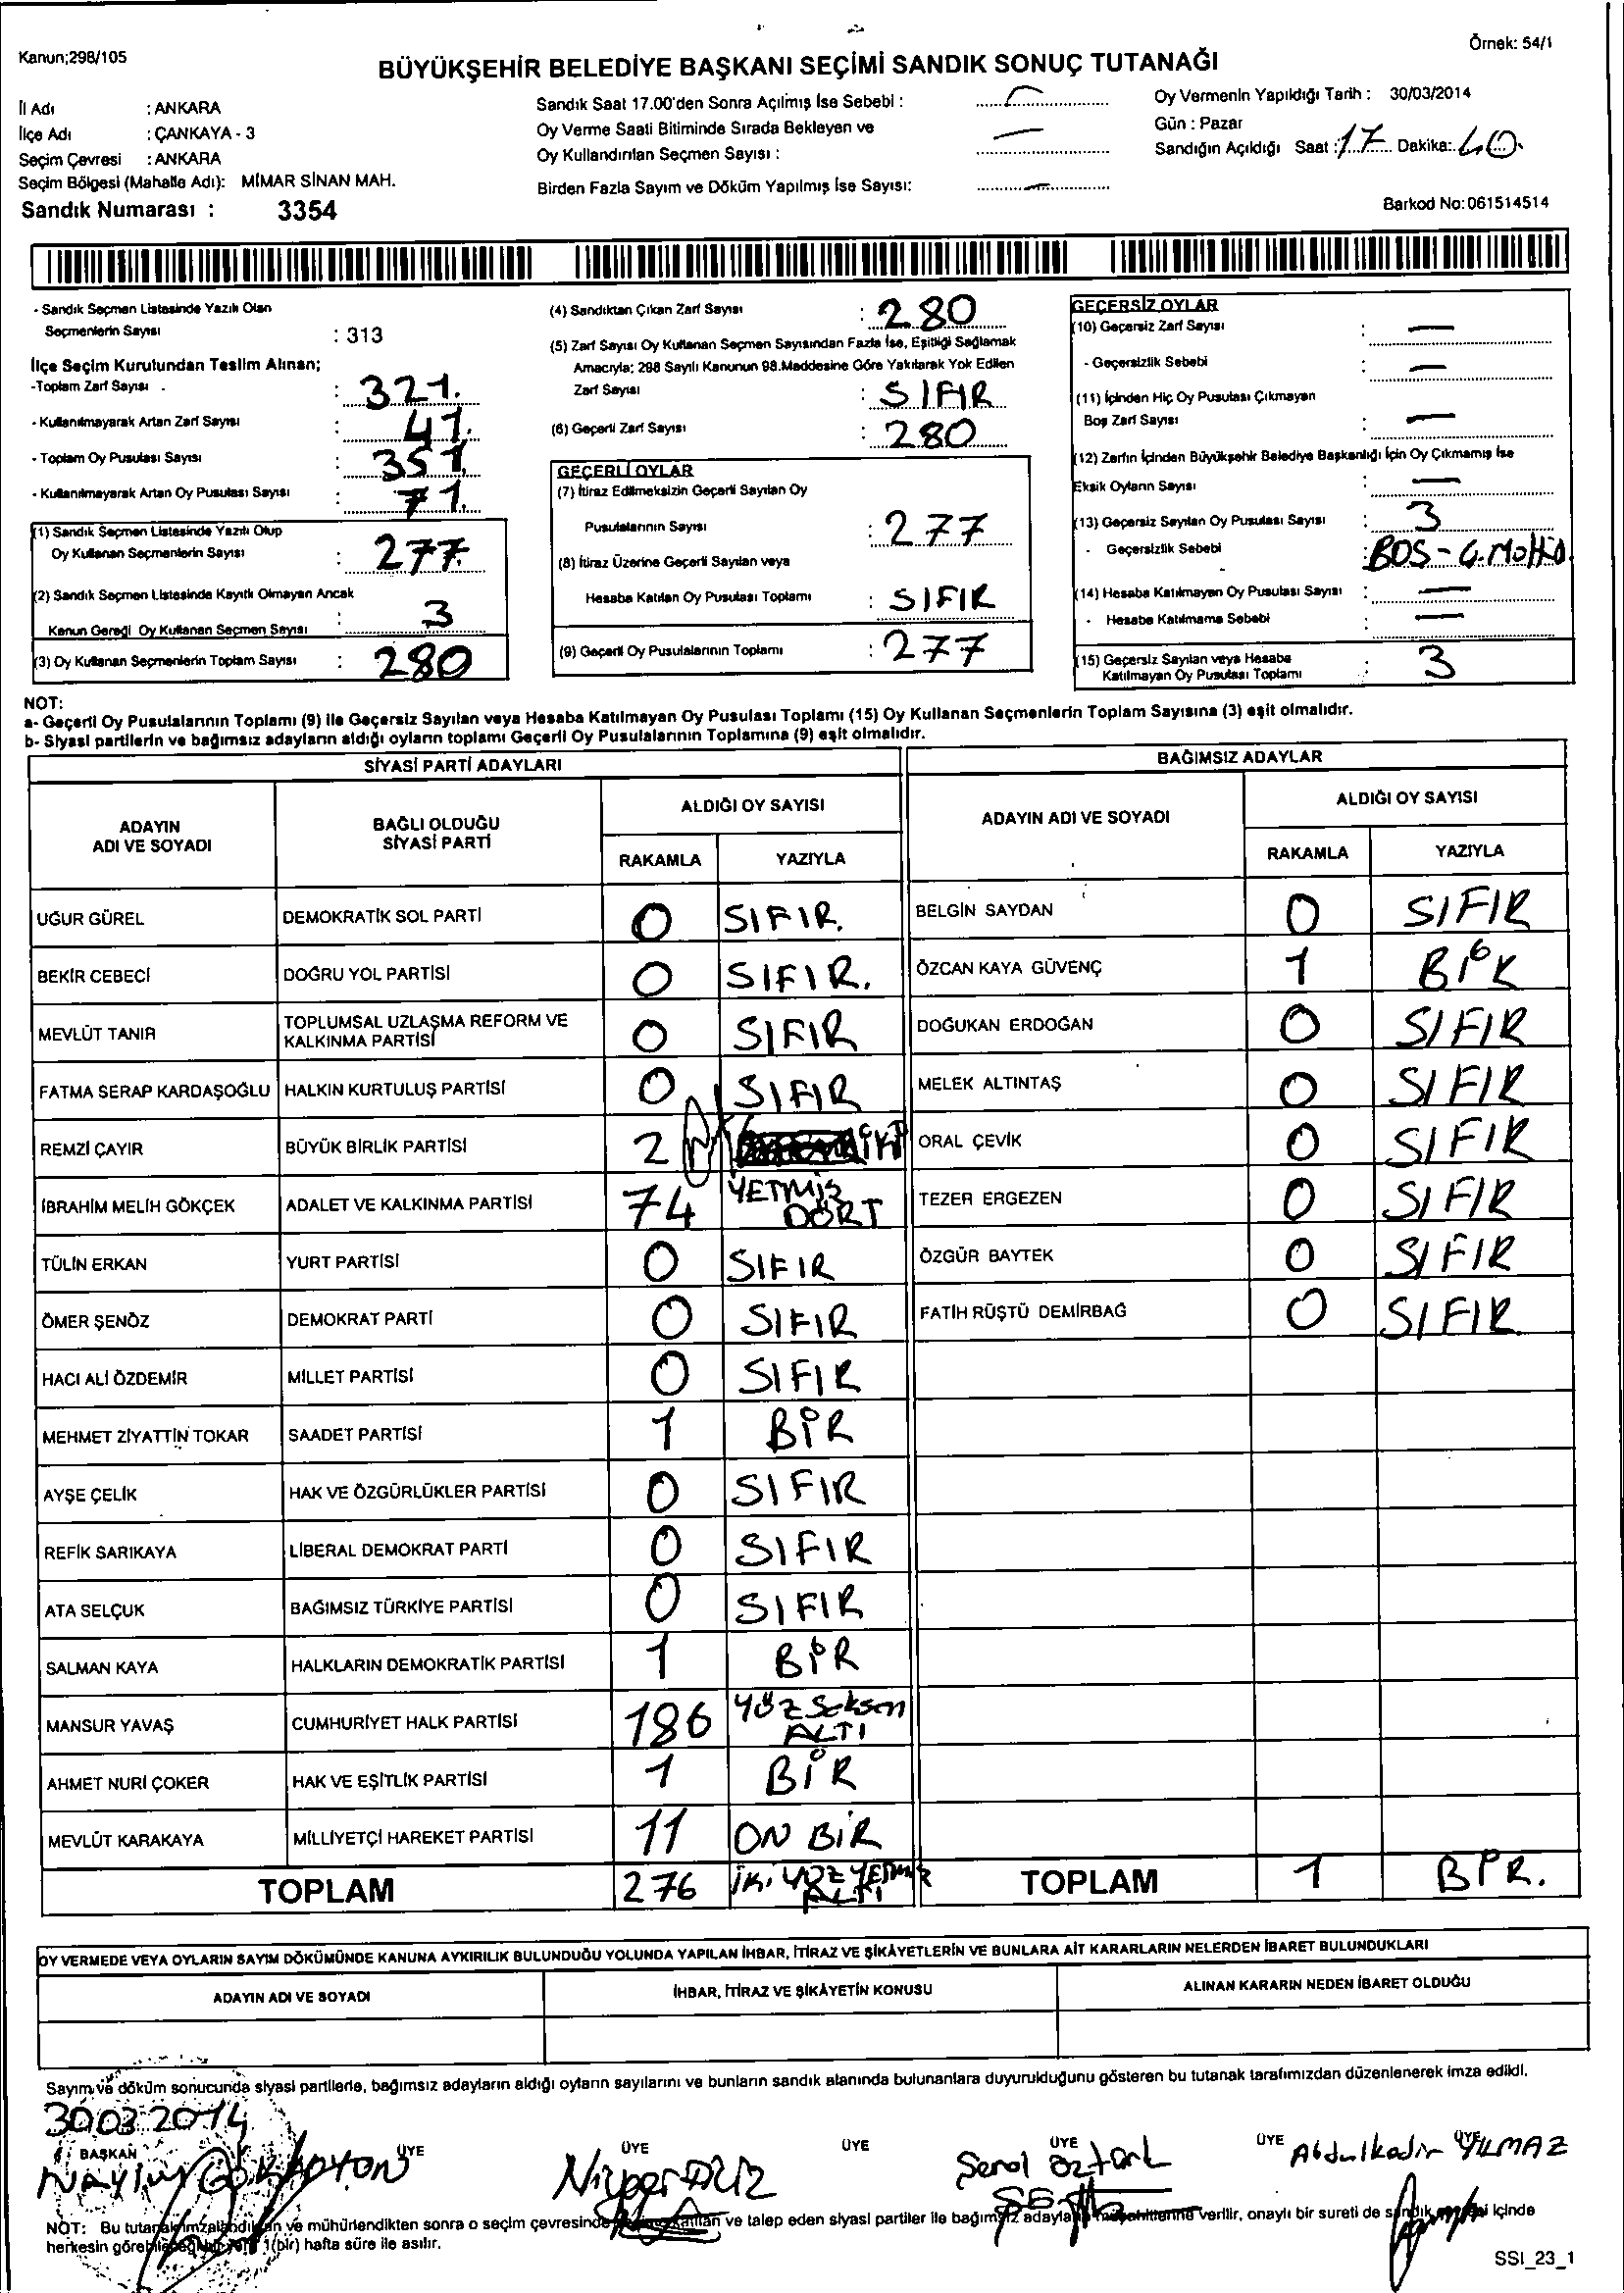 Kanun;298/105
Örnek: 54/1
BÜYÜKŞEHİR BELEDİYE BAŞKANI SEÇİMİ SANDIK SONUÇ TUTANAĞI
İl Adı : ANKARA
İlçe Adı : ÇANKAYA - 3
Seçim Çevresi : ANKARA
Seçim Bölgesi (Mahalle Adı): MİMAR SİNAN MAH.
Sandık Numarası : 3354
Sandık Saat 17.00'den Sonra Açılmış İse Sebebi :
Oy Verme Saati Bitiminde Sırada Bekleyen ve
Oy Kullandırılan Seçmen Sayısı : —
Birden Fazla Sayım ve Döküm Yapılmış İse Sayısı: —
Oy Vermenin Yapıldığı Tarih : 30/03/2014
Gün : Pazar
Sandığın Açıldığı Saat : 17 Dakika: 40
Barkod No:061514514
- Sandık Seçmen Listesinde Yazılı Olan
Seçmenlerin Sayısı : 313
İlçe Seçim Kurulundan Teslim Alınan;
-Toplam Zarf Sayısı : 321.
- Kullanılmayarak Artan Zarf Sayısı : 41.
- Toplam Oy Pusulası Sayısı : 351.
- Kullanılmayarak Artan Oy Pusulası Sayısı : 71.
(1) Sandık Seçmen Listesinde Yazılı Olup
Oy Kullanan Seçmenlerin Sayısı : 277.
(2) Sandık Seçmen Listesinde Kayıtlı Olmayan Ancak
Kanun Gereği Oy Kullanan Seçmen Sayısı : 3
(3) Oy Kullanan Seçmenlerin Toplam Sayısı : 280
(4) Sandıktan Çıkan Zarf Sayısı : 280
(5) Zarf Sayısı Oy Kullanan Seçmen Sayısından Fazla İse, Eşitliği Sağlamak
Amacıyla; 298 Sayılı Kanunun 98.Maddesine Göre Yakılarak Yok Edilen
Zarf Sayısı : SIFIR
(6) Geçerli Zarf Sayısı : 280
GEÇERLİ OYLAR
(7) İtiraz Edilmeksizin Geçerli Sayılan Oy
Pusulalarının Sayısı : 277
(8) İtiraz Üzerine Geçerli Sayılan veya
Hesaba Katılan Oy Pusulası Toplamı : SIFIR
(9) Geçerli Oy Pusulalarının Toplamı : 277
GEÇERSİZ OYLAR
(10) Geçersiz Zarf Sayısı : —
- Geçersizlik Sebebi : —
(11) İçinden Hiç Oy Pusulası Çıkmayan
Boş Zarf Sayısı : —
(12) Zarfın İçinden Büyükşehir Belediye Başkanlığı İçin Oy Çıkmamış İse
Eksik Oyların Sayısı : —
(13) Geçersiz Sayılan Oy Pusulası Sayısı : 3
- Geçersizlik Sebebi : BOS -
(14) Hesaba Katılmayan Oy Pusulası Sayısı : —
- Hesaba Katılmama Sebebi : —
(15) Geçersiz Sayılan veya Hesaba
Katılmayan Oy Pusulası Toplamı : 3
NOT:
a- Geçerli Oy Pusulalarının Toplamı (9) ile Geçersiz Sayılan veya Hesaba Katılmayan Oy Pusulası Toplamı (15) Oy Kullanan Seçmenlerin Toplam Sayısına (3) eşit olmalıdır.
b- Siyasi partilerin ve bağımsız adayların aldığı oyların toplamı Geçerli Oy Pusulalarının Toplamına (9) eşit olmalıdır.
SİYASİ PARTİ ADAYLARI
ADAYIN ADI VE SOYADI BAĞLI OLDUĞU SİYASİ PARTİ ALDIĞI OY SAYISI
RAKAMLA YAZIYLA
UĞUR GÜREL DEMOKRATİK SOL PARTİ 0 SIFIR.
BEKİR CEBECİ DOĞRU YOL PARTİSİ 0 SIFIR.
MEVLÜT TANIR TOPLUMSAL UZLAŞMA REFORM VE KALKINMA PARTİSİ 0 SIFIR
FATMA SERAP KARDAŞOĞLU HALKIN KURTULUŞ PARTİSİ 0 SIFIR
REMZİ ÇAYIR BÜYÜK BİRLİK PARTİSİ 2 İKİ
İBRAHİM MELİH GÖKÇEK ADALET VE KALKINMA PARTİSİ 74 YETMİŞ DÖRT
TÜLİN ERKAN YURT PARTİSİ 0 SIFIR
ÖMER ŞENÖZ DEMOKRAT PARTİ 0 SIFIR
HACI ALİ ÖZDEMİR MİLLET PARTİSİ 0 SIFIR
MEHMET ZİYATTİN TOKAR SAADET PARTİSİ 1 BİR
AYŞE ÇELİK HAK VE ÖZGÜRLÜKLER PARTİSİ 0 SIFIR
REFİK SARIKAYA LİBERAL DEMOKRAT PARTİ 0 SIFIR
ATA SELÇUK BAĞIMSIZ TÜRKİYE PARTİSİ 0 SIFIR
SALMAN KAYA HALKLARIN DEMOKRATİK PARTİSİ 1 BİR
MANSUR YAVAŞ CUMHURİYET HALK PARTİSİ 186 YÜZ Seksen ALTI
AHMET NURİ ÇOKER HAK VE EŞİTLİK PARTİSİ 1 BİR
MEVLÜT KARAKAYA MİLLİYETÇİ HAREKET PARTİSİ 11 ON BİR
TOPLAM 276 İKİ YÜZ YETMİŞ ALTI
BAĞIMSIZ ADAYLAR
ADAYIN ADI VE SOYADI ALDIĞI OY SAYISI
RAKAMLA YAZIYLA
BELGİN SAYDAN 0 SIFIR
ÖZCAN KAYA GÜVENÇ 1 BİR
DOĞUKAN ERDOĞAN 0 SIFIR
MELEK ALTINTAŞ 0 SIFIR
ORAL ÇEVİK 0 SIFIR
TEZER ERGEZEN 0 SIFIR
ÖZGÜR BAYTEK 0 SIFIR
FATİH RÜŞTÜ DEMİRBAĞ 0 SIFIR
TOPLAM 1 BİR.
OY VERMEDE VEYA OYLARIN SAYIM DÖKÜMÜNDE KANUNA AYKIRILIK BULUNDUĞU YOLUNDA YAPILAN İHBAR, İTİRAZ VE ŞİKÂYETLERİN VE BUNLARA AİT KARARLARIN NELERDEN İBARET BULUNDUKLARI
ADAYIN ADI VE SOYADI İHBAR, İTİRAZ VE ŞİKÂYETİN KONUSU ALINAN KARARIN NEDEN İBARET OLDUĞU
Sayım ve döküm sonucunda siyasi partilerle, bağımsız adayların aldığı oyların sayılarını ve bunların sandık alanında bulunanlara duyurulduğunu gösteren bu tutanak tarafımızdan düzenlenerek imza edildi.
30 03 2014
BAŞKAN ÜYE ÜYE ÜYE ÜYE ÜYE ÜYE
Şenol Öztürk Abdulkadir YILMAZ
NOT: Bu tutanak imzalandıktan ve mühürlendikten sonra o seçim çevresinde ve talep eden siyasi partiler ile bağımsız adayların müşahitlerine verilir, onaylı bir sureti de sandık içinde
herkesin görebileceği bir yere 1(bir) hafta süre ile asılır.
SSI_23_1